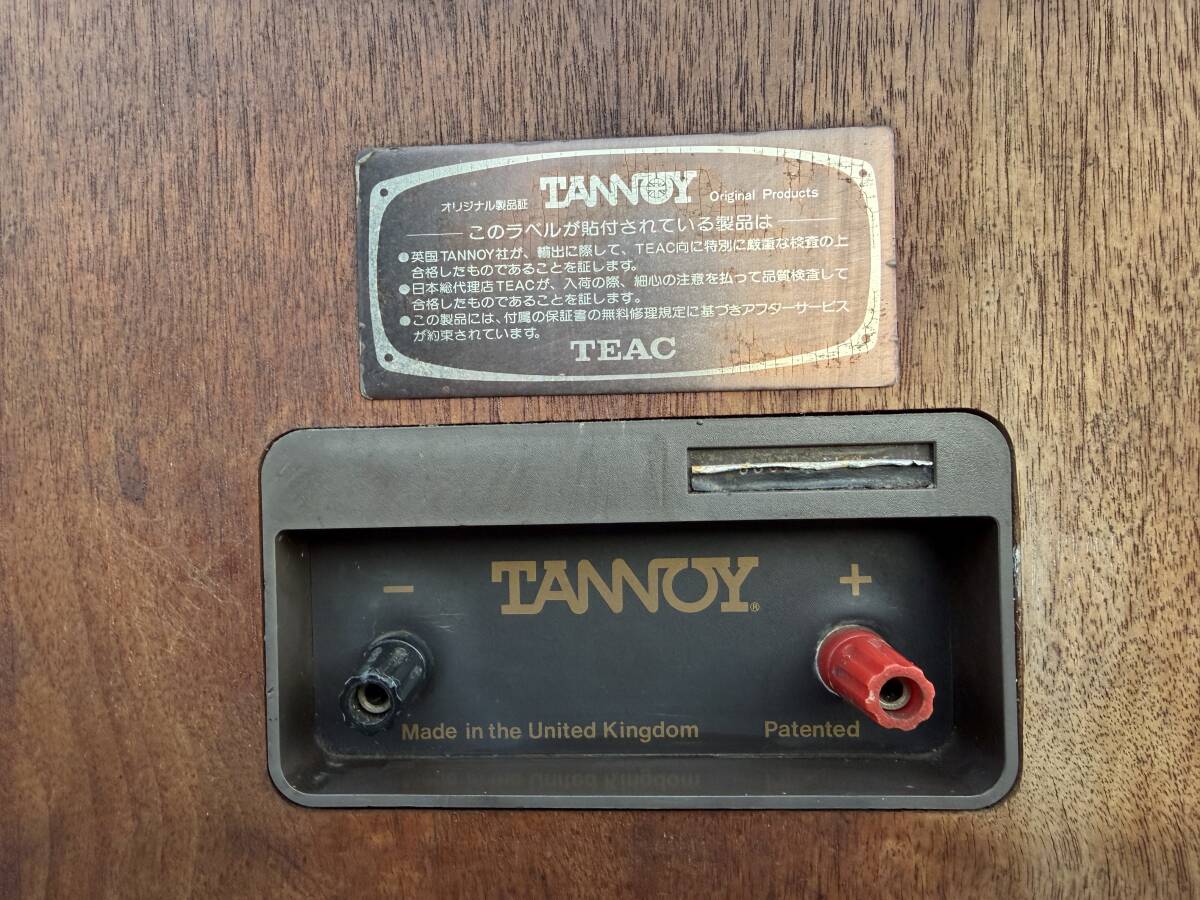 オリジナル製品証 TANNOY Original Products
このラベルが貼付されている製品は
●英国TANNOY社が、輸出に際して、TEAC向に特別に厳重な検査の上
合格したものであることを証します。
●日本総代理店TEACが、入荷の際、細心の注意を払って品質検査して
合格したものであることを証します。
●この製品には、付属の保証書の無料修理規定に基づきアフターサービス
が約束されています。
TEAC
− TANNOY® +
Made in the United Kingdom Patented